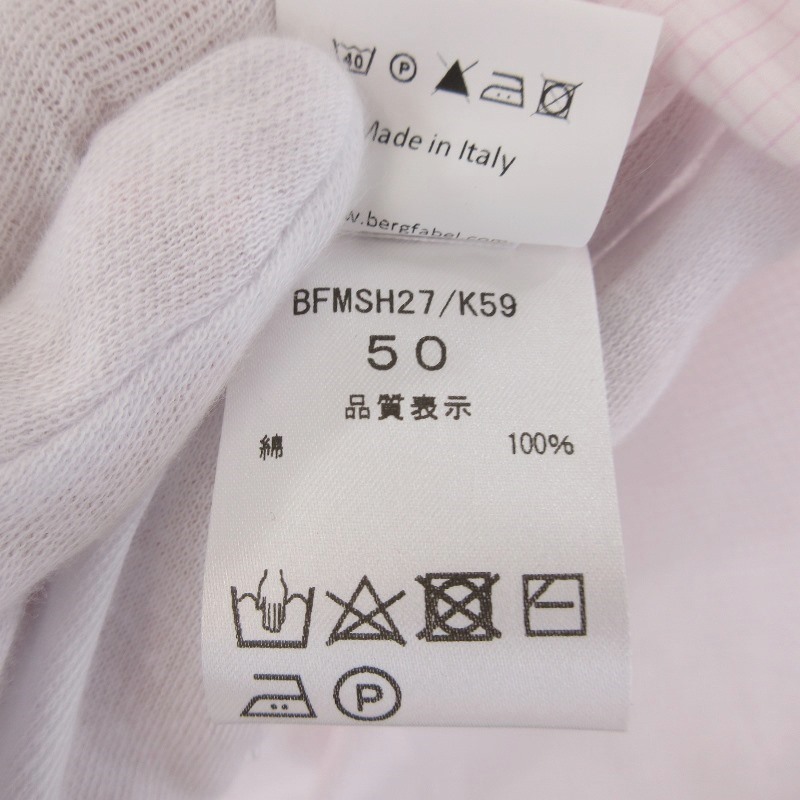 40 P
Made in Italy
w.bergfabel.com
BFMSH27/K59
50
品質表示
綿 100%
P